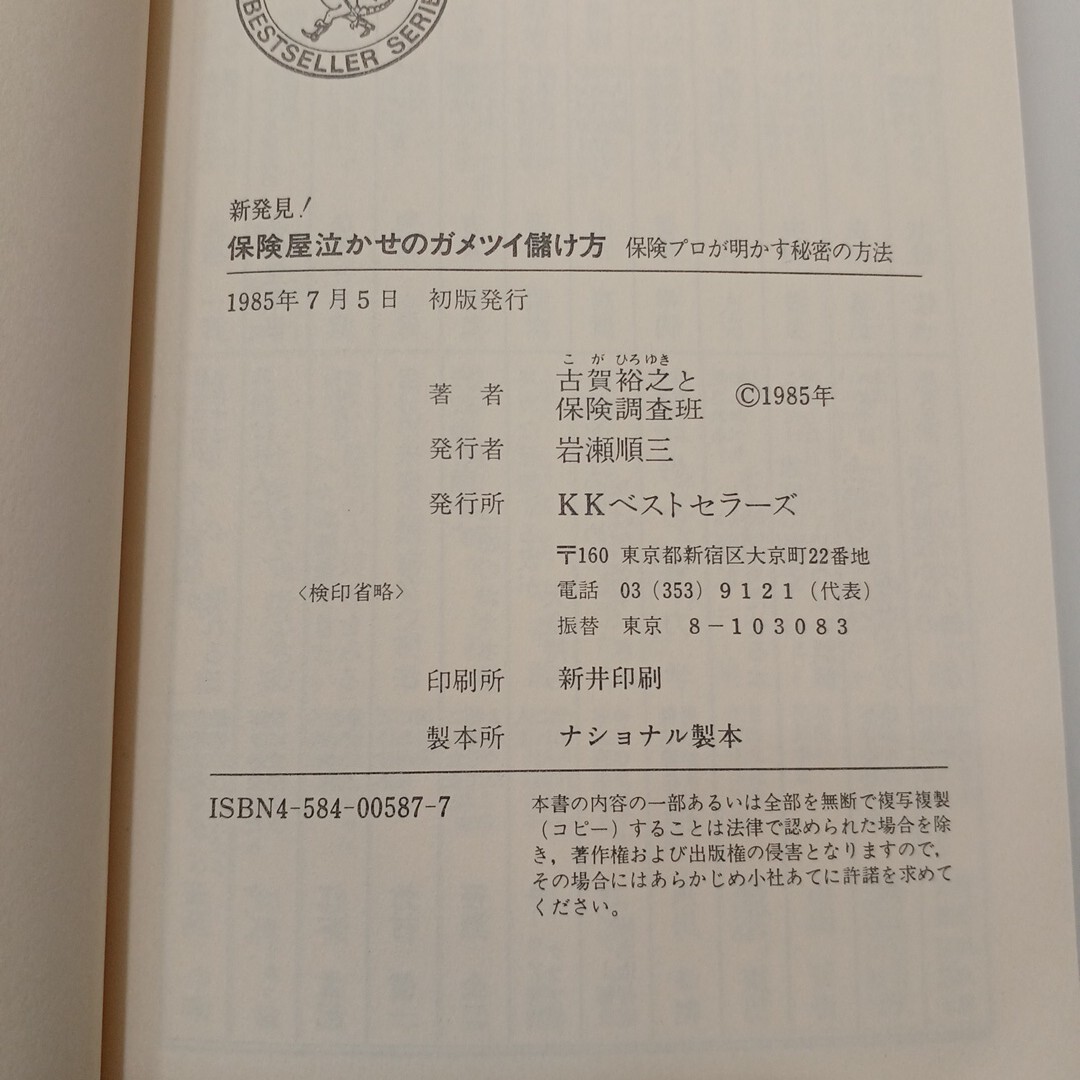 BESTSELLER SERIE
新発見!
保険屋泣かせのガメツイ儲け方 保険プロが明かす秘密の方法
1985年7月5日 初版発行
こがひろゆき
著者 古賀裕之と
保険調査班 ©1985年
発行者 岩瀬順三
発行所 KKベストセラーズ
〒160 東京都新宿区大京町22番地
<検印省略> 電話 03(353)9121(代表)
振替 東京 8-103083
印刷所 新井印刷
製本所 ナショナル製本
ISBN4-584-00587-7
本書の内容の一部あるいは全部を無断で複写複製
(コピー)することは法律で認められた場合を除
き,著作権および出版権の侵害となりますので,
その場合にはあらかじめ小社あてに許諾を求めて
ください。